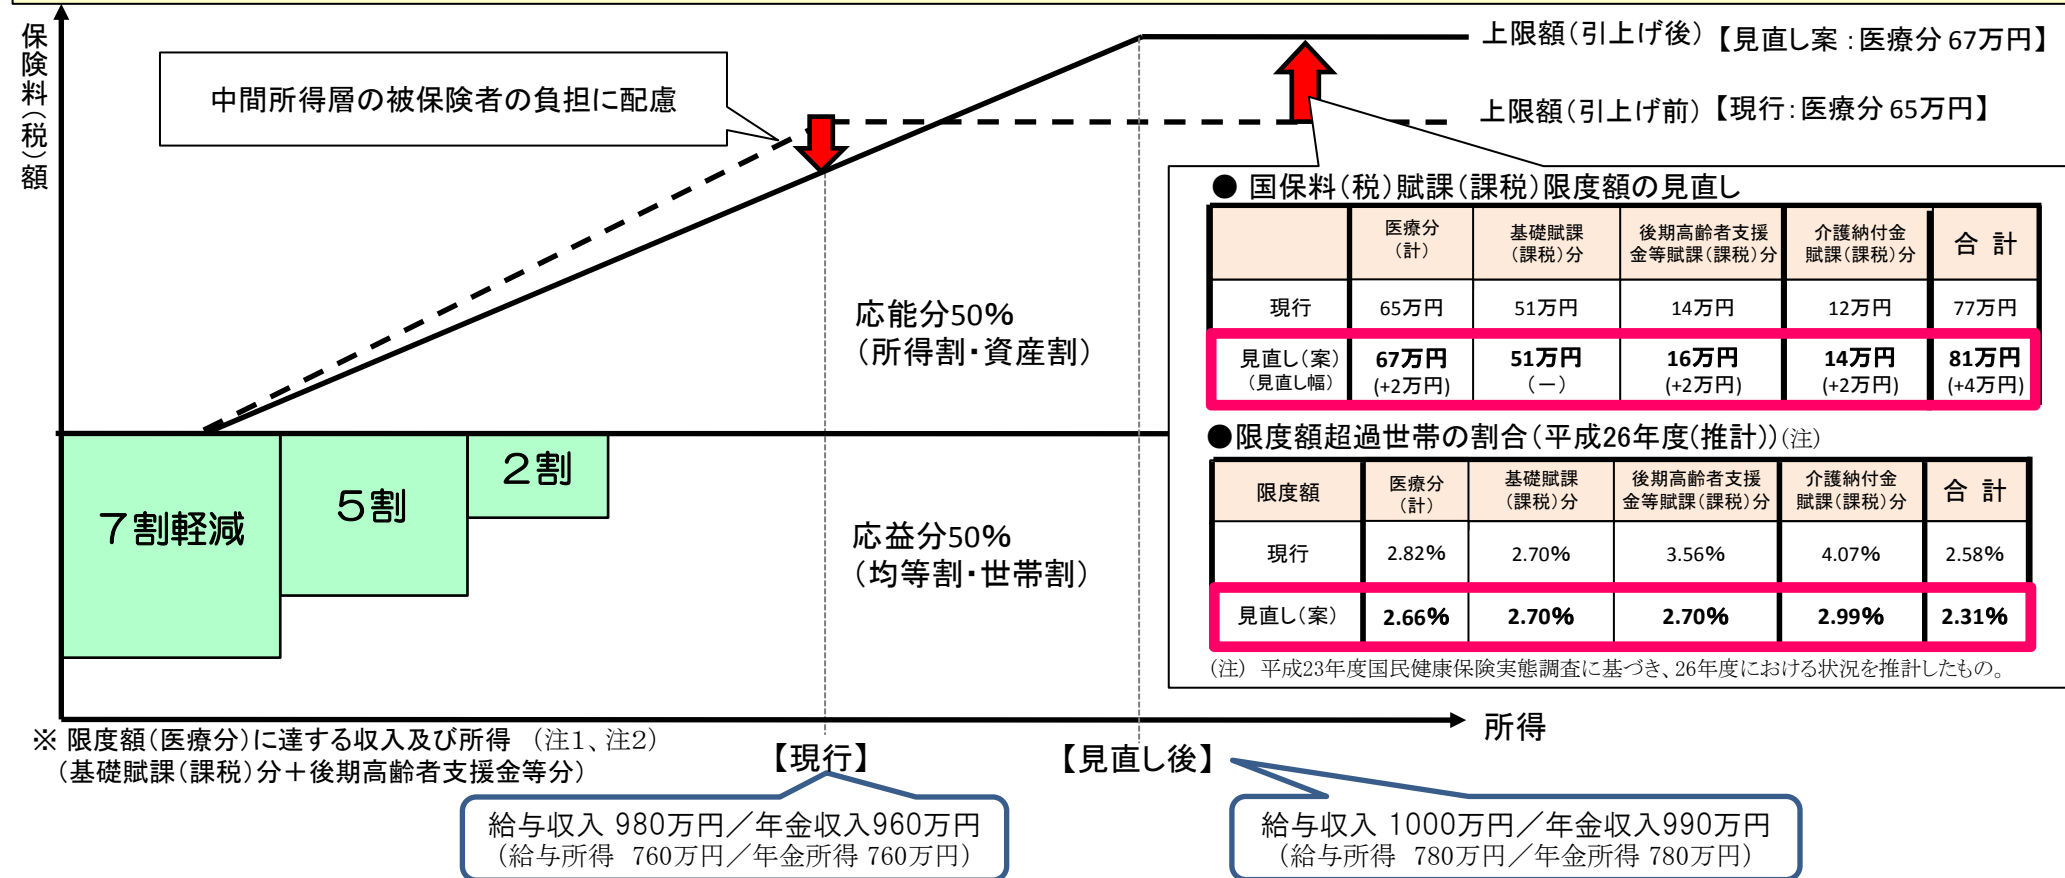 保険料(税)額
上限額(引上げ後)【見直し案:医療分 67万円】
中間所得層の被保険者の負担に配慮
上限額(引上げ前)【現行:医療分 65万円】
● 国保料(税)賦課(課税)限度額の見直し
医療分(計) 基礎賦課(課税)分 後期高齢者支援金等賦課(課税)分 介護納付金賦課(課税)分 合 計
現行 65万円 51万円 14万円 12万円 77万円
見直し(案) 67万円 51万円 16万円 14万円 81万円
(見直し幅) (+2万円) (-) (+2万円) (+2万円) (+4万円)
応能分50%
(所得割・資産割)
●限度額超過世帯の割合(平成26年度(推計))(注)
限度額 医療分(計) 基礎賦課(課税)分 後期高齢者支援金等賦課(課税)分 介護納付金賦課(課税)分 合 計
現行 2.82% 2.70% 3.56% 4.07% 2.58%
見直し(案) 2.66% 2.70% 2.70% 2.99% 2.31%
(注) 平成23年度国民健康保険実態調査に基づき、26年度における状況を推計したもの。
7割軽減
5割
2割
応益分50%
(均等割・世帯割)
所得
※ 限度額(医療分)に達する収入及び所得 (注1、注2)
(基礎賦課(課税)分+後期高齢者支援金等分)
【現行】
【見直し後】
給与収入 980万円/年金収入960万円
(給与所得 760万円/年金所得 760万円)
給与収入 1000万円/年金収入990万円
(給与所得 780万円/年金所得 780万円)